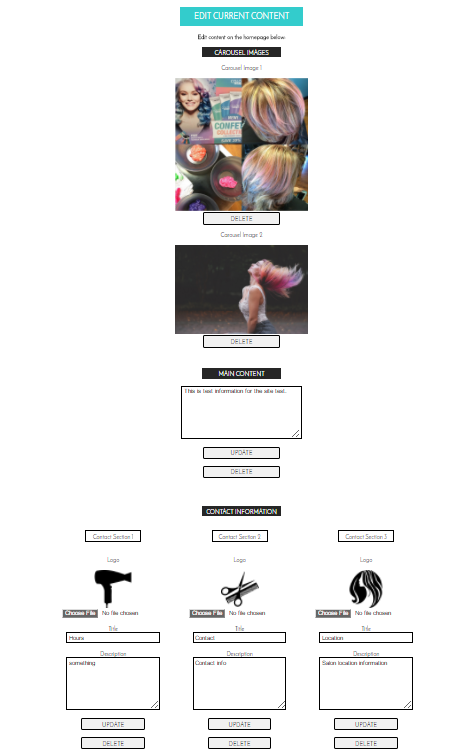 EDIT CURRENT CONTENT
Edit content on the homepage below
CAROUSEL IMAGES
Carousel Image 1
CONFETTI
COLLECTION
DELETE
Carousel Image 2
DELETE
MAIN CONTENT
This is test information for the site test.
UPDATE
DELETE
CONTACT INFORMATION
Contact Section 1 Contact Section 2 Contact Section 3
Logo Logo Logo
Choose File No file chosen Choose File No file chosen Choose File No file chosen
Title Title Title
Hours Contact Location
Description Description Description
something Contact info Salon location information
UPDATE UPDATE UPDATE
DELETE DELETE DELETE